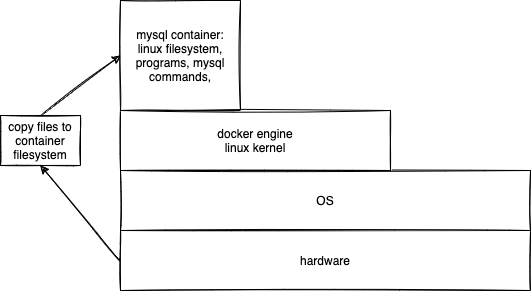 mysql container:
linux filesystem,
programs, mysql
commands,
copy files to
container
filesystem
docker engine
linux kernel
OS
hardware